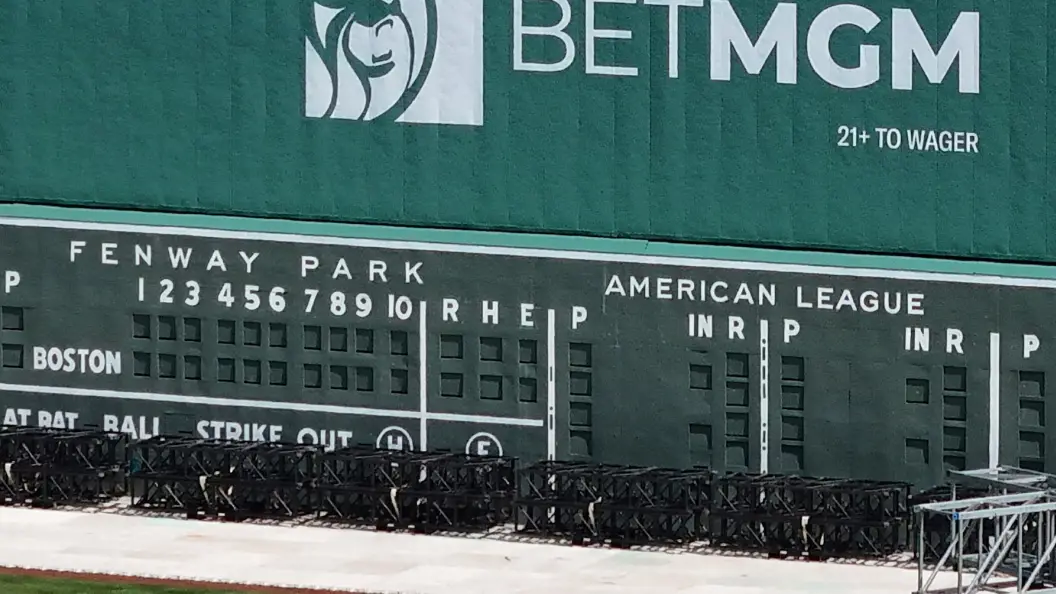 BETMGM
21+ TO WAGER
FENWAY PARK
AMERICAN LEAGUE
P 1 2 3 4 5 6 7 8 9 10 R H E P IN R P IN R P
BOSTON
AT BAT BALL STRIKE OUT H E